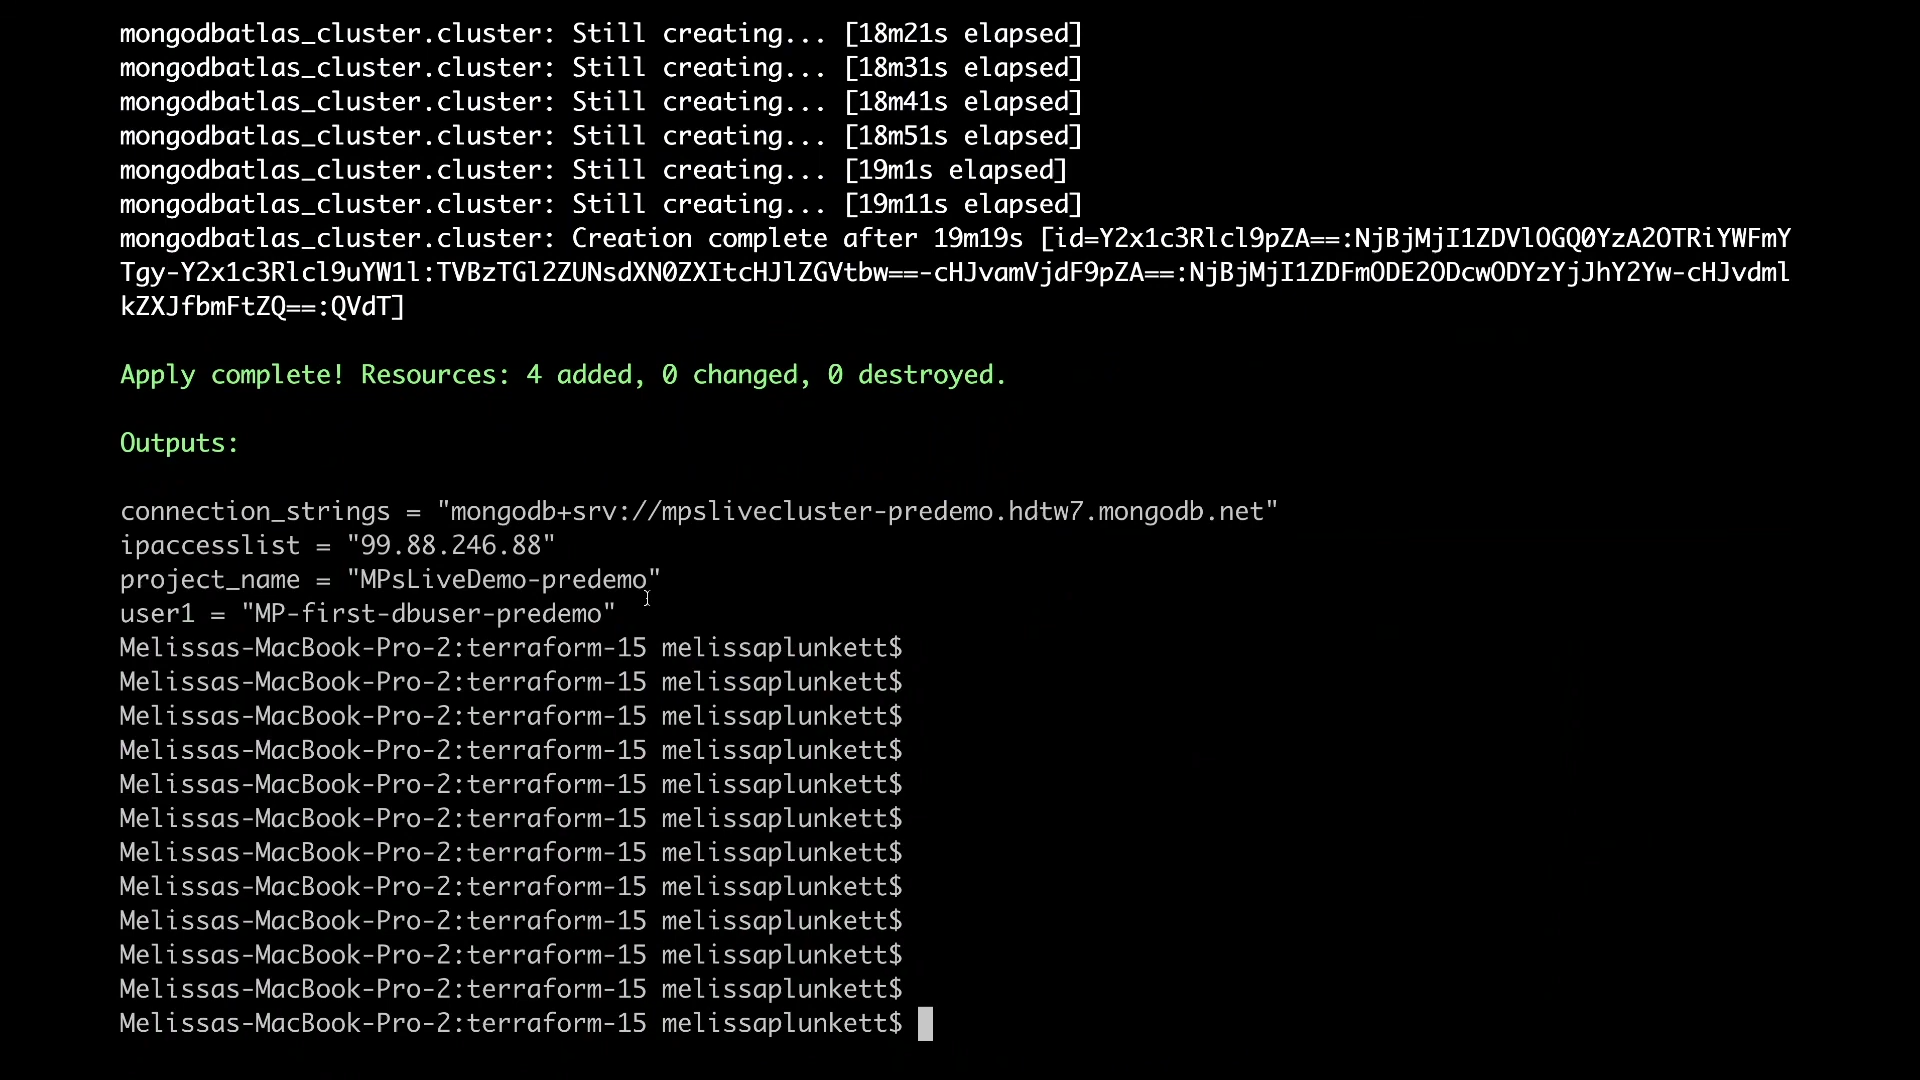 mongodbatlas_cluster.cluster: Still creating... [18m21s elapsed]
mongodbatlas_cluster.cluster: Still creating... [18m31s elapsed]
mongodbatlas_cluster.cluster: Still creating... [18m41s elapsed]
mongodbatlas_cluster.cluster: Still creating... [18m51s elapsed]
mongodbatlas_cluster.cluster: Still creating... [19m1s elapsed]
mongodbatlas_cluster.cluster: Still creating... [19m11s elapsed]
mongodbatlas_cluster.cluster: Creation complete after 19m19s [id=Y2x1c3Rlcl9pZA==:NjBjMjI1ZDVlOGQ0YzA2OTRiYWFmY
Tgy-Y2x1c3Rlcl9uYW1l:TVBzTGl2ZUNsdXN0ZXItcHJlZGVtbw==-cHJvamVjdF9pZA==:NjBjMjI1ZDFmODE2ODcwODYzYjJhY2Yw-cHJvdml
kZXJfbmFtZQ==:QVdT]
Apply complete! Resources: 4 added, 0 changed, 0 destroyed.
Outputs:
connection_strings = "mongodb+srv://mpslivecluster-predemo.hdtw7.mongodb.net"
ipaccesslist = "99.88.246.88"
project_name = "MPsLiveDemo-predemo"
user1 = "MP-first-dbuser-predemo"
Melissas-MacBook-Pro-2:terraform-15 melissaplunkett$
Melissas-MacBook-Pro-2:terraform-15 melissaplunkett$
Melissas-MacBook-Pro-2:terraform-15 melissaplunkett$
Melissas-MacBook-Pro-2:terraform-15 melissaplunkett$
Melissas-MacBook-Pro-2:terraform-15 melissaplunkett$
Melissas-MacBook-Pro-2:terraform-15 melissaplunkett$
Melissas-MacBook-Pro-2:terraform-15 melissaplunkett$
Melissas-MacBook-Pro-2:terraform-15 melissaplunkett$
Melissas-MacBook-Pro-2:terraform-15 melissaplunkett$
Melissas-MacBook-Pro-2:terraform-15 melissaplunkett$
Melissas-MacBook-Pro-2:terraform-15 melissaplunkett$
Melissas-MacBook-Pro-2:terraform-15 melissaplunkett$